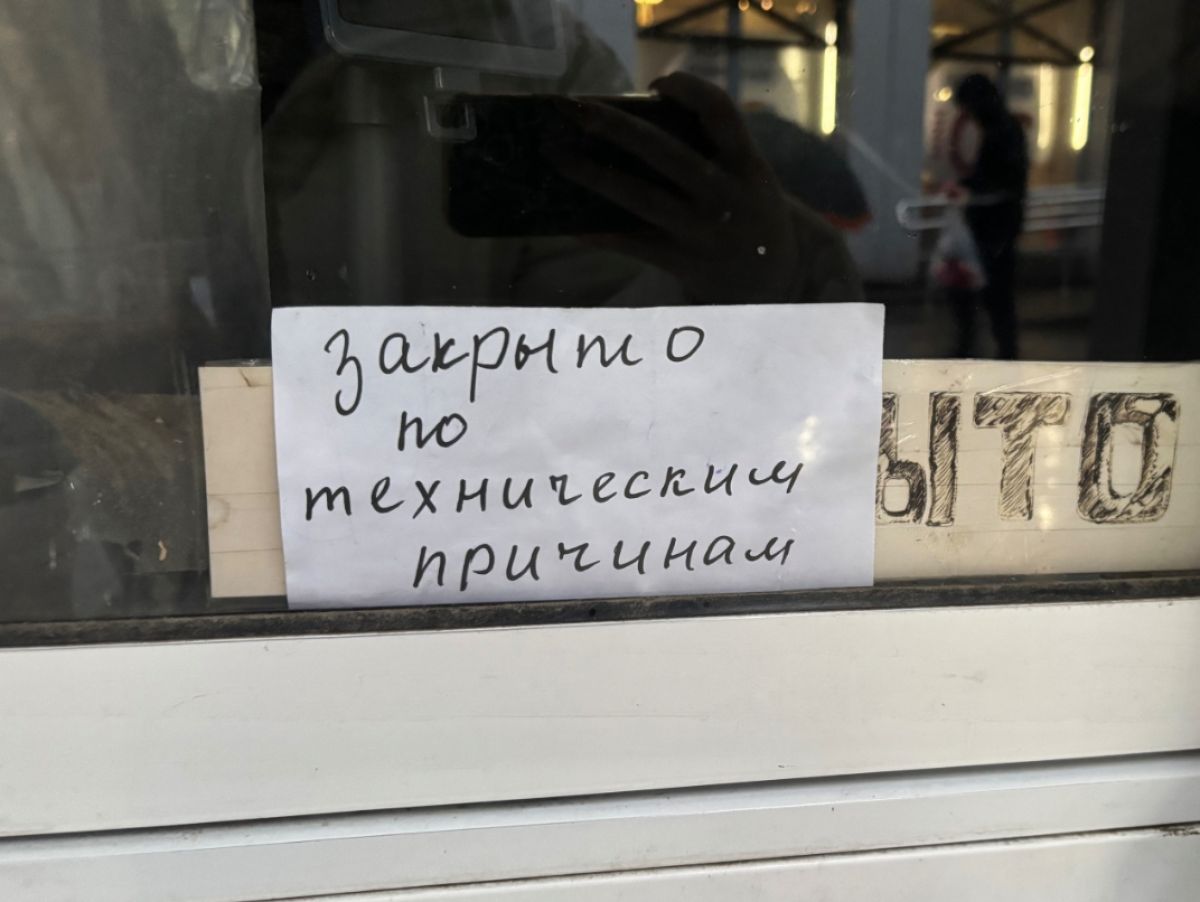 закрыто
по
техническим
причинам
ЫТО